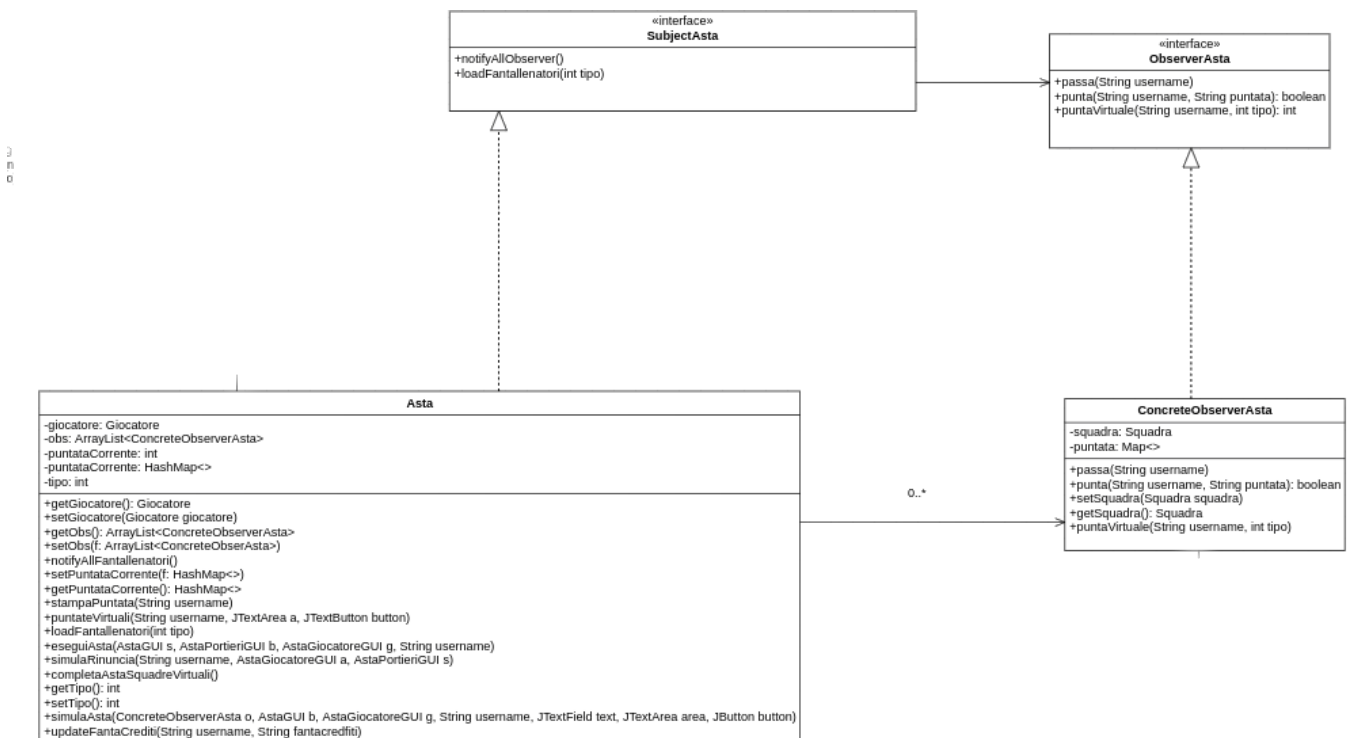 «interface»
SubjectAsta
+notifyAllObserver()
+loadFantallenatori(int tipo)
«interface»
ObserverAsta
+passa(String username)
+punta(String username, String puntata): boolean
+puntaVirtuale(String username, int tipo): int
Asta
-giocatore: Giocatore
-obs: ArrayList<ConcreteObserverAsta>
-puntataCorrente: int
-puntataCorrente: HashMap<>
-tipo: int
+getGiocatore(): Giocatore
+setGiocatore(Giocatore giocatore)
+getObs(): ArrayList<ConcreteObserverAsta>
+setObs(f: ArrayList<ConcreteObserAsta>)
+notifyAllFantallenatori()
+setPuntataCorrente(f: HashMap<>)
+getPuntataCorrente(): HashMap<>
+stampaPuntata(String username)
+puntateVirtuali(String username, JTextArea a, JTextButton button)
+loadFantallenatori(int tipo)
+eseguiAsta(AstaGUI s, AstaPortieriGUI b, AstaGiocatoreGUI g, String username)
+simulaRinuncia(String username, AstaGiocatoreGUI a, AstaPortieriGUI s)
+completaAstaSquadreVirtuali()
+getTipo(): int
+setTipo(): int
+simulaAsta(ConcreteObserverAsta o, AstaGUI b, AstaGiocatoreGUI g, String username, JTextField text, JTextArea area, JButton button)
+updateFantaCrediti(String username, String fantacredfiti)
0..*
ConcreteObserverAsta
-squadra: Squadra
-puntata: Map<>
+passa(String username)
+punta(String username, String puntata): boolean
+setSquadra(Squadra squadra)
+getSquadra(): Squadra
+puntaVirtuale(String username, int tipo)